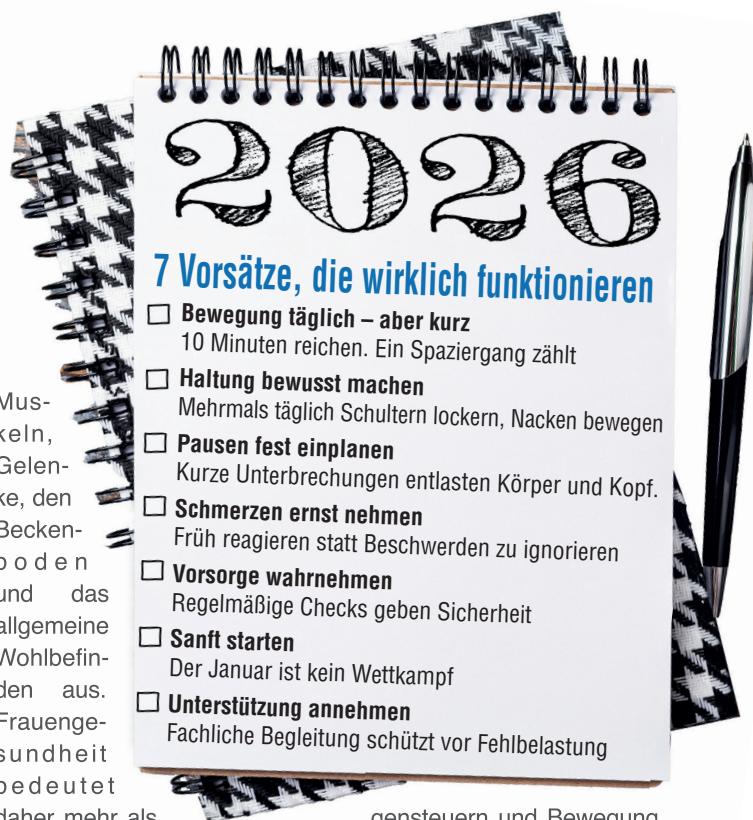 2026
7 Vorsätze, die wirklich funktionieren
Bewegung täglich – aber kurz
10 Minuten reichen. Ein Spaziergang zählt
Haltung bewusst machen
Mehrmals täglich Schultern lockern, Nacken bewegen
Pausen fest einplanen
Kurze Unterbrechungen entlasten Körper und Kopf.
Schmerzen ernst nehmen
Früh reagieren statt Beschwerden zu ignorieren
Vorsorge wahrnehmen
Regelmäßige Checks geben Sicherheit
Sanft starten
Der Januar ist kein Wettkampf
Unterstützung annehmen
Fachliche Begleitung schützt vor Fehlbelastung
Mus-
keln,
Gelen-
ke, den
Becken-
boden
und das
allgemeine
Wohlbefin-
den aus.
Frauenge-
sundheit
bedeutet
daher mehr als
gensteuern und Bewegung